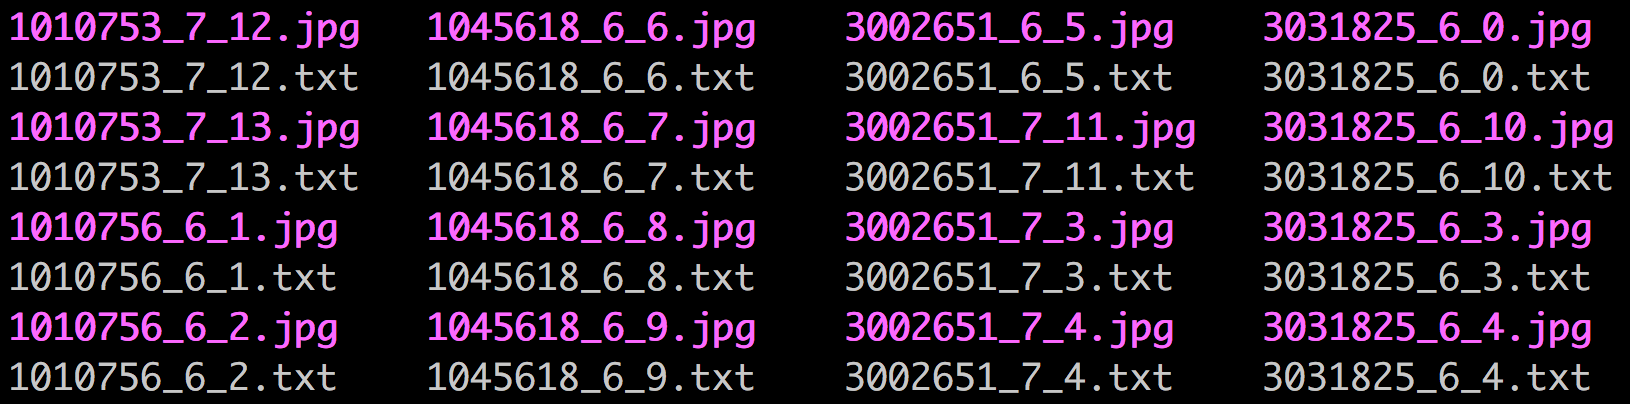 1010753_7_12.jpg 1045618_6_6.jpg 3002651_6_5.jpg 3031825_6_0.jpg
1010753_7_12.txt 1045618_6_6.txt 3002651_6_5.txt 3031825_6_0.txt
1010753_7_13.jpg 1045618_6_7.jpg 3002651_7_11.jpg 3031825_6_10.jpg
1010753_7_13.txt 1045618_6_7.txt 3002651_7_11.txt 3031825_6_10.txt
1010756_6_1.jpg 1045618_6_8.jpg 3002651_7_3.jpg 3031825_6_3.jpg
1010756_6_1.txt 1045618_6_8.txt 3002651_7_3.txt 3031825_6_3.txt
1010756_6_2.jpg 1045618_6_9.jpg 3002651_7_4.jpg 3031825_6_4.jpg
1010756_6_2.txt 1045618_6_9.txt 3002651_7_4.txt 3031825_6_4.txt